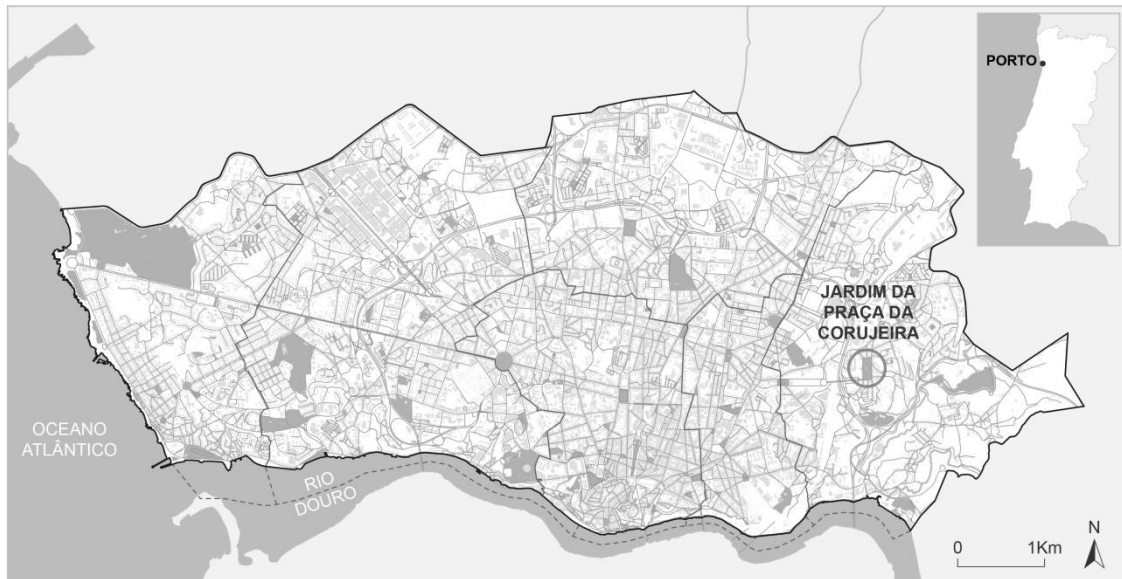 PORTO
JARDIM DA
PRAÇA DA
CORUJEIRA
OCEANO
ATLÂNTICO
RIO
DOURO
N
0 1Km